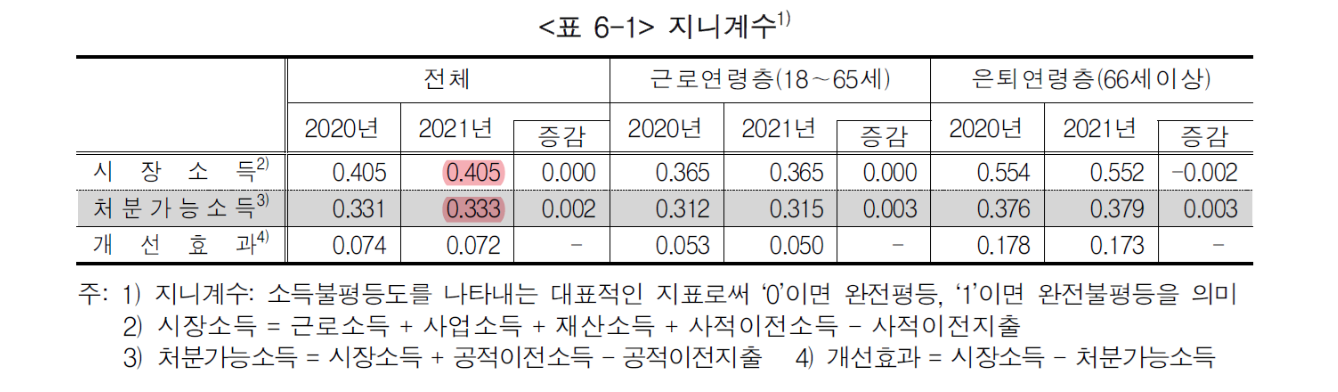 <표 6-1> 지니계수1)
전체 근로연령층(18~65세) 은퇴연령층(66세이상)
2020년 2021년 증감 2020년 2021년 증감 2020년 2021년 증감
시 장 소 득2) 0.405 0.405 0.000 0.365 0.365 0.000 0.554 0.552 -0.002
처분가능소득3) 0.331 0.333 0.002 0.312 0.315 0.003 0.376 0.379 0.003
개 선 효 과4) 0.074 0.072 - 0.053 0.050 - 0.178 0.173 -
주: 1) 지니계수: 소득불평등도를 나타내는 대표적인 지표로써 ‘0’이면 완전평등, ‘1’이면 완전불평등을 의미
2) 시장소득 = 근로소득 + 사업소득 + 재산소득 + 사적이전소득 - 사적이전지출
3) 처분가능소득 = 시장소득 + 공적이전소득 - 공적이전지출 4) 개선효과 = 시장소득 - 처분가능소득